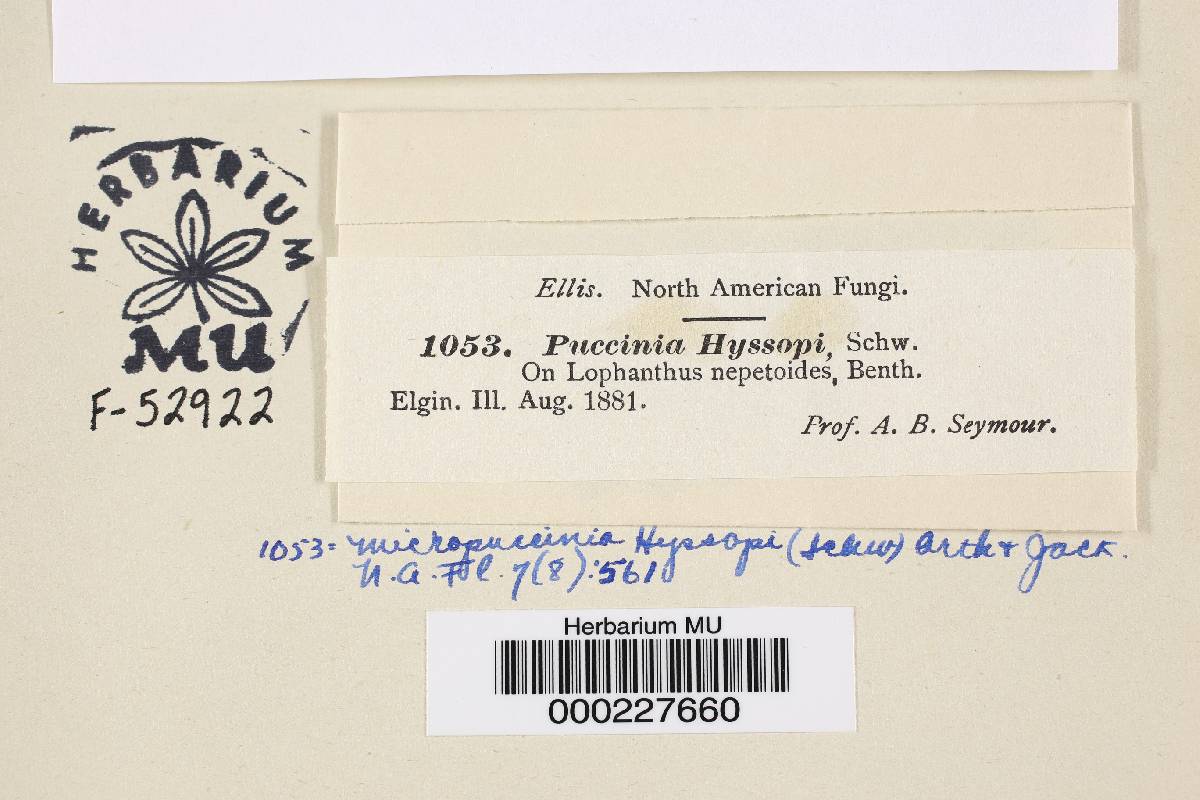 HERBARIUM
MU
F-52922
Ellis. North American Fungi.
1053. Puccinia Hyssopi, Schw.
On Lophanthus nepetoides, Benth.
Elgin. Ill. Aug. 1881.
Prof. A. B. Seymour.
1053 = Micropuccinia Hyssopi (Schw) Arth & Jack.
N.A. Fl. 7(8):561
Herbarium MU
000227660